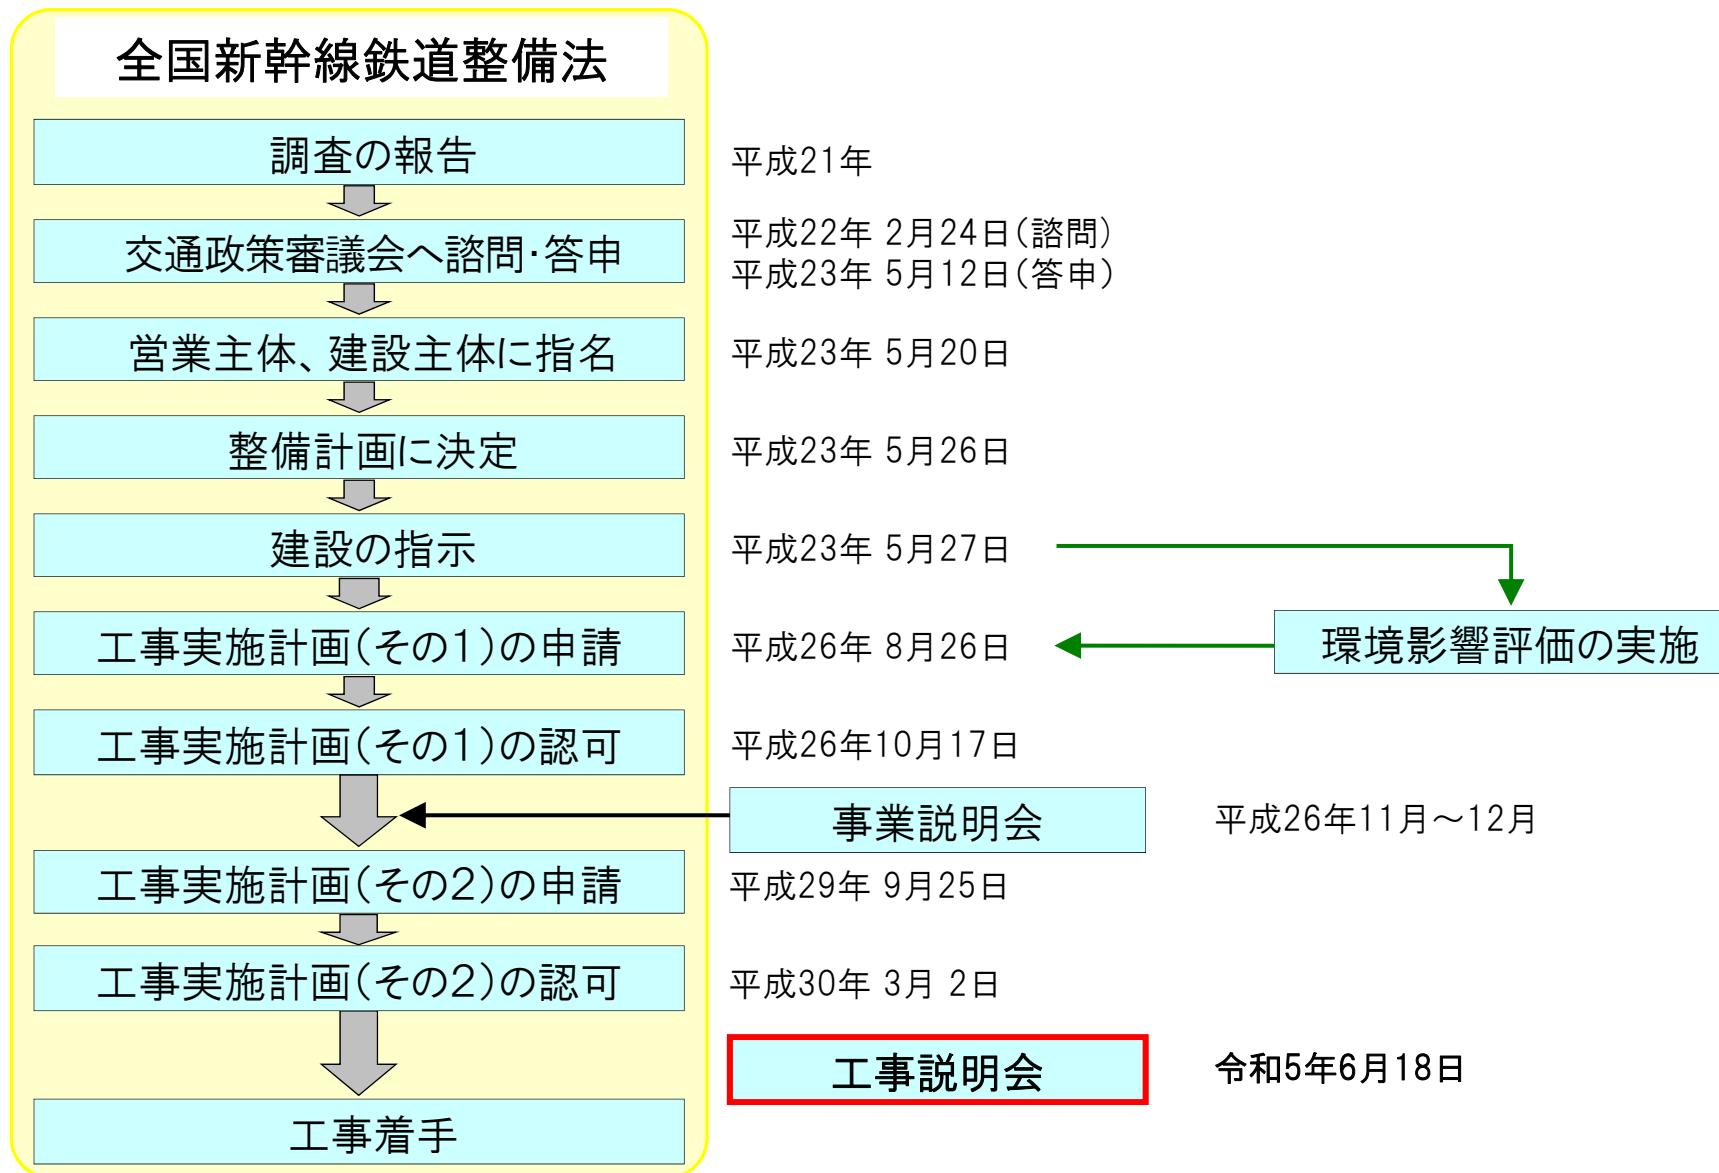 全国新幹線鉄道整備法
調査の報告
平成21年
交通政策審議会へ諮問・答申
平成22年 2月24日(諮問)
平成23年 5月12日(答申)
営業主体、建設主体に指名
平成23年 5月20日
整備計画に決定
平成23年 5月26日
建設の指示
平成23年 5月27日
工事実施計画(その1)の申請
平成26年 8月26日
環境影響評価の実施
工事実施計画(その1)の認可
平成26年10月17日
事業説明会
平成26年11月～12月
工事実施計画(その2)の申請
平成29年 9月25日
工事実施計画(その2)の認可
平成30年 3月 2日
工事説明会
令和5年6月18日
工事着手